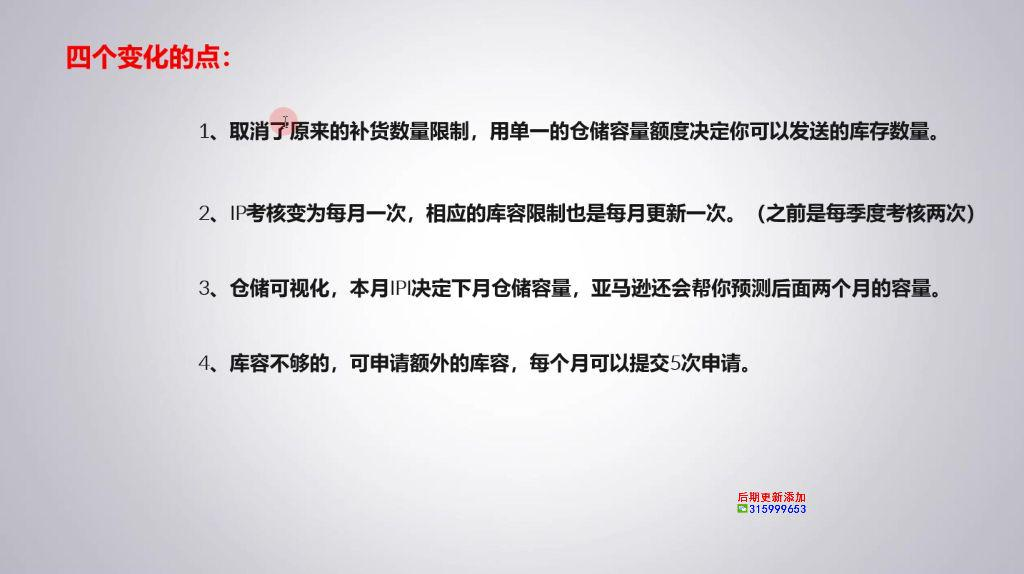 四个变化的点：
1、取消了原来的补货数量限制，用单一的仓储容量额度决定你可以发送的库存数量。
2、IP考核变为每月一次，相应的库容限制也是每月更新一次。（之前是每季度考核两次）
3、仓储可视化，本月IPI决定下月仓储容量，亚马逊还会帮你预测后面两个月的容量。
4、库容不够的，可申请额外的库容，每个月可以提交5次申请。
后期更新添加
315999653